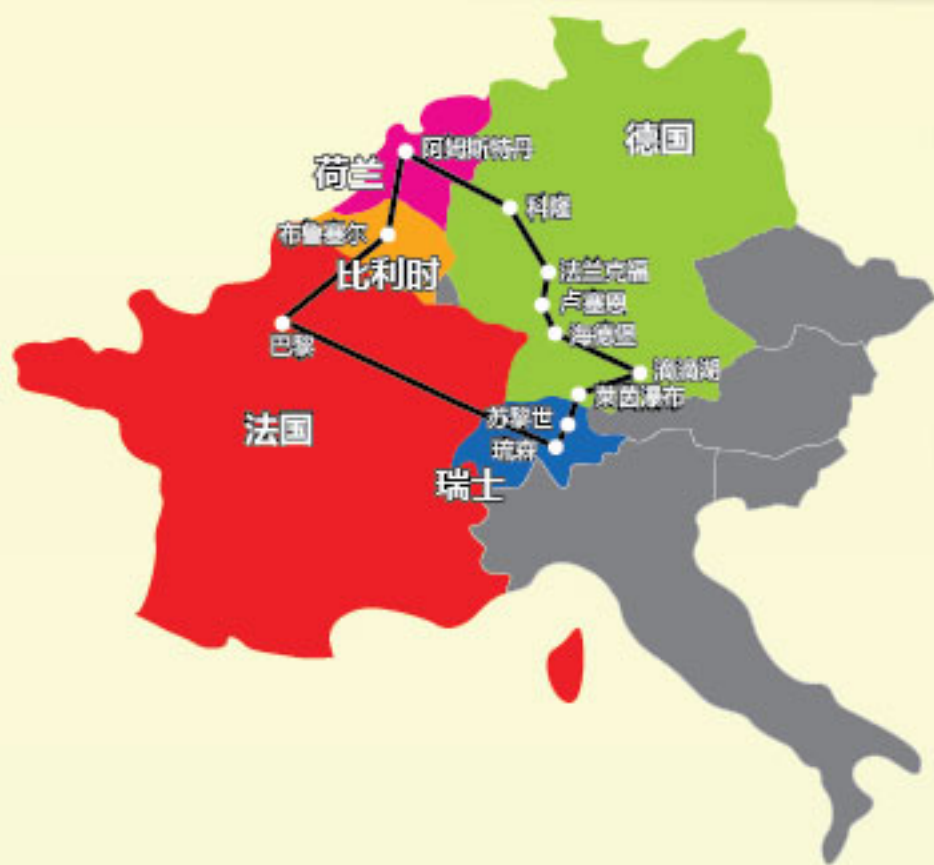 德国
阿姆斯特丹
荷兰
科隆
布鲁塞尔
比利时
法兰克福
卢塞恩
巴黎
海德堡
滴滴湖
莱茵瀑布
苏黎世
法国
琉森
瑞士